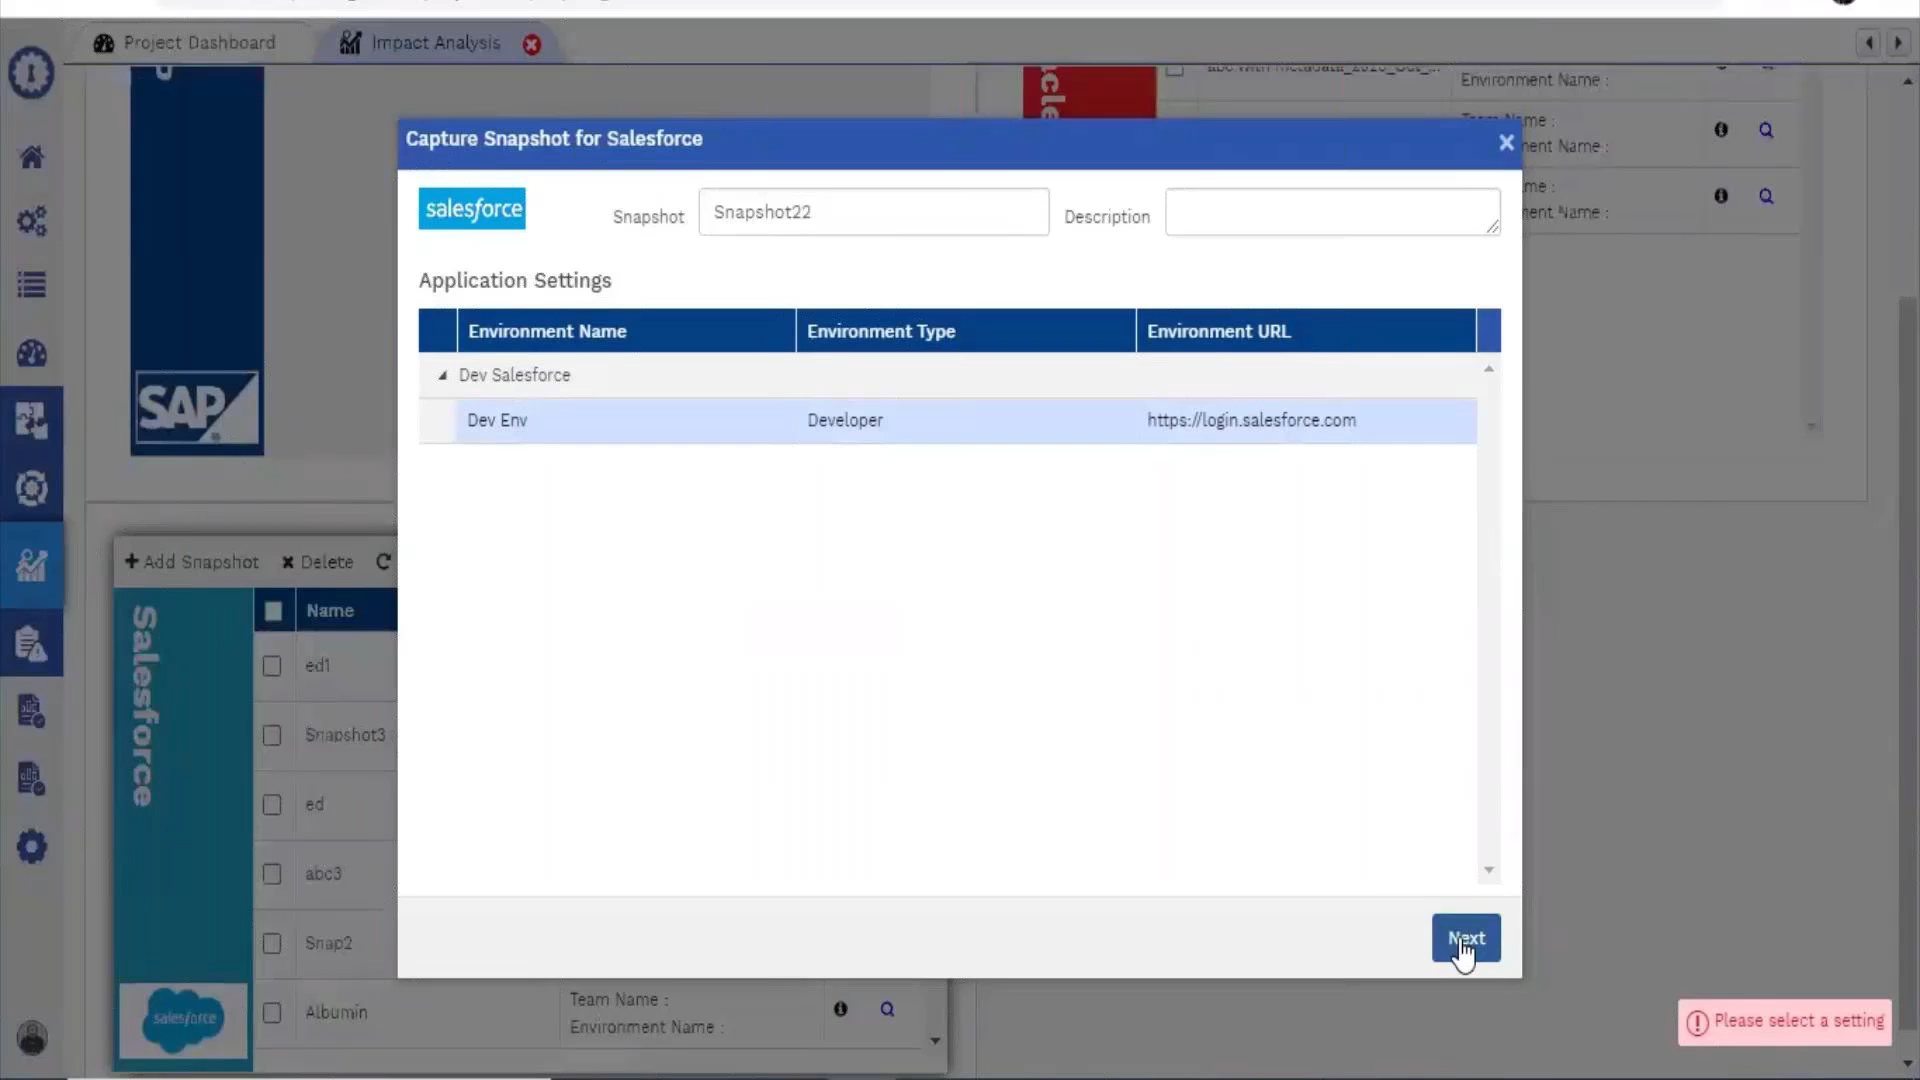 Project Dashboard
Impact Analysis
Environment Name :
Capture Snapshot for Salesforce
salesforce
Snapshot
Snapshot22
Description
Application Settings
Environment Name
Environment Type
Environment URL
Dev Salesforce
Dev Env
Developer
https://login.salesforce.com
SAP
Add Snapshot
Delete
Name
Salesforce
ed1
Snapshot3
ed
abc3
Snap2
Albumin
Team Name :
Environment Name :
salesforce
Next
Please select a setting